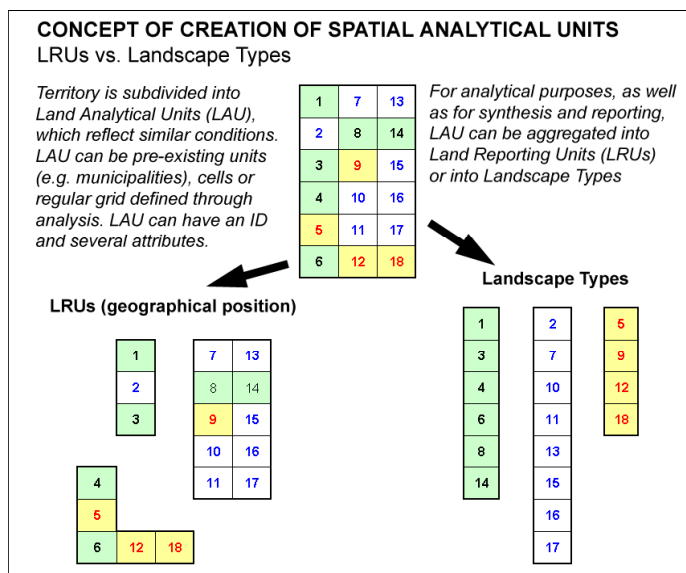 CONCEPT OF CREATION OF SPATIAL ANALYTICAL UNITS
LRUs vs. Landscape Types
Territory is subdivided into
Land Analytical Units (LAU),
which reflect similar conditions.
LAU can be pre-existing units
(e.g. municipalities), cells or
regular grid defined through
analysis. LAU can have an ID
and several attributes.
1 7 13
2 8 14
3 9 15
4 10 16
5 11 17
6 12 18
For analytical purposes, as well
as for synthesis and reporting,
LAU can be aggregated into
Land Reporting Units (LRUs)
or into Landscape Types
LRUs (geographical position)
1
2
3
7 13
8 14
9 15
10 16
11 17
4
5
6 12 18
Landscape Types
1
3
4
6
8
14
2
7
10
11
13
15
16
17
5
9
12
18